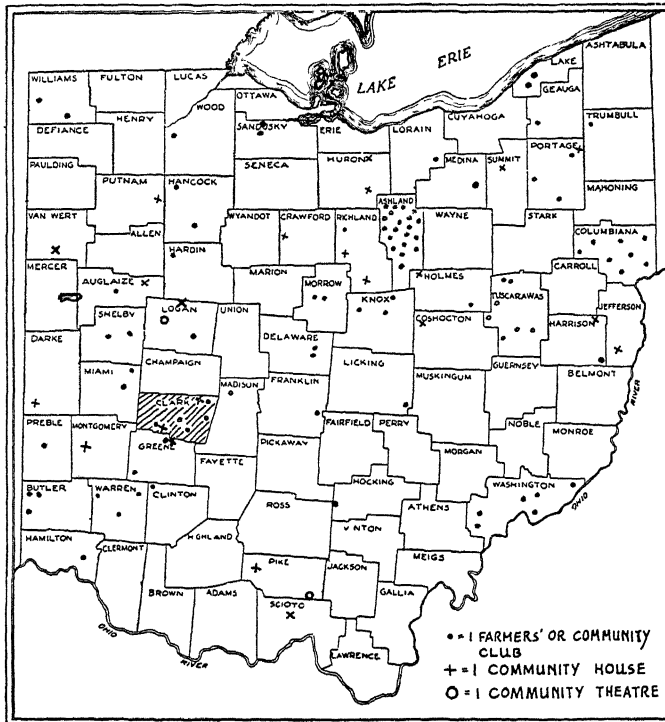 ASHTABULA
LAKE ERIE
LAKE
WILLIAMS
FULTON
LUCAS
GEAUGA
OTTAWA
WOOD
CUYAHOGA
TRUMBULL
HENRY
SANDUSKY
ERIE
LORAIN
DEFIANCE
PORTAGE
HURON
MEDINA
SUMMIT
PAULDING
SENECA
PUTNAM
HANCOCK
MAHONING
ASHLAND
VAN WERT
WYANDOT
CRAWFORD
RICHLAND
WAYNE
STARK
ALLEN
COLUMBIANA
HARDIN
MERCER
MARION
CARROLL
HOLMES
AUGLAIZE
MORROW
TUSCARAWAS
KNOX
JEFFERSON
LOGAN
UNION
SHELBY
COSHOCTON
HARRISON
DARKE
DELAWARE
CHAMPAIGN
LICKING
GUERNSEY
MIAMI
BELMONT
MADISON
FRANKLIN
MUSKINGUM
RIVER
CLARK
PREBLE
MONTGOMERY
FAIRFIELD
PERRY
NOBLE
GREENE
PICKAWAY
MONROE
MORGAN
FAYETTE
HOCKING
BUTLER
WARREN
CLINTON
WASHINGTON
OHIO
ROSS
ATHENS
HIGHLAND
VNTON
HAMILTON
CLERMONT
MEIGS
PIKE
JACKSON
BROWN
ADAMS
GALLIA
SCIOTO
OHIO
RIVER
LAWRENCE
• = 1 FARMERS' OR COMMUNITY
CLUB
+ = 1 COMMUNITY HOUSE
O = 1 COMMUNITY THEATRE